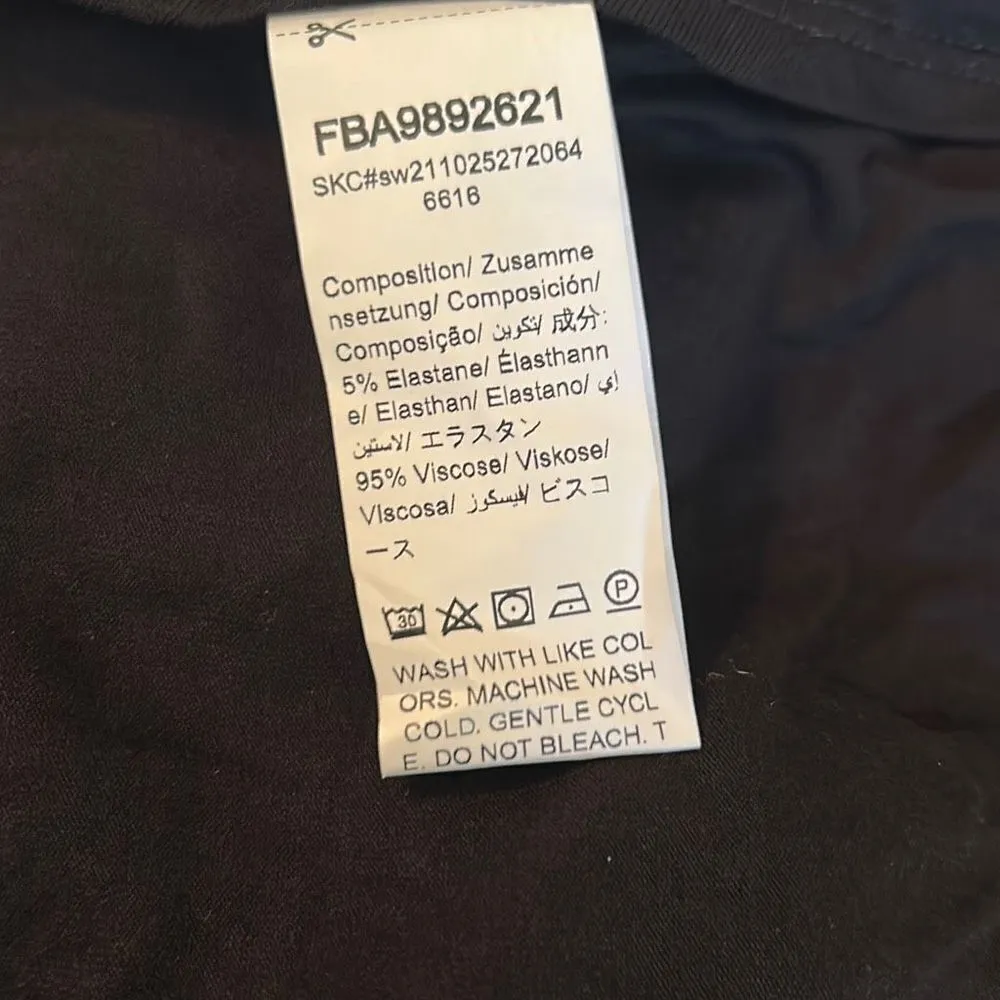 FBA9892621
SKC#sw211025272064
6616
Composition/ Zusamme
nsetzung/ Composición/
Composição/ تكوين/ 成分:
5% Elastane/ Élasthann
e/ Elasthan/ Elastano/ إي
لاستين/ エラスタン
95% Viscose/ Viskose/
Viscosa/ فيسكوز/ ビスコ
ース
30
P
WASH WITH LIKE COL
ORS. MACHINE WASH
COLD. GENTLE CYCL
E. DO NOT BLEACH. T